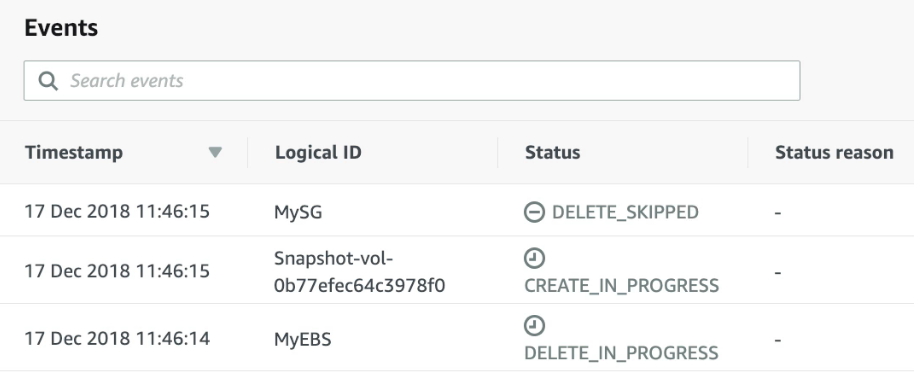 Events
Search events
Timestamp Logical ID Status Status reason
17 Dec 2018 11:46:15 MySG DELETE_SKIPPED -
17 Dec 2018 11:46:15 Snapshot-vol-
0b77efec64c3978f0 CREATE_IN_PROGRESS -
17 Dec 2018 11:46:14 MyEBS DELETE_IN_PROGRESS -